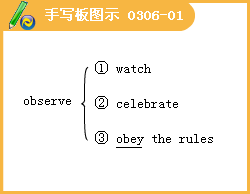 手写板图示 0306-01
① watch
observe
② celebrate
③ obey the rules